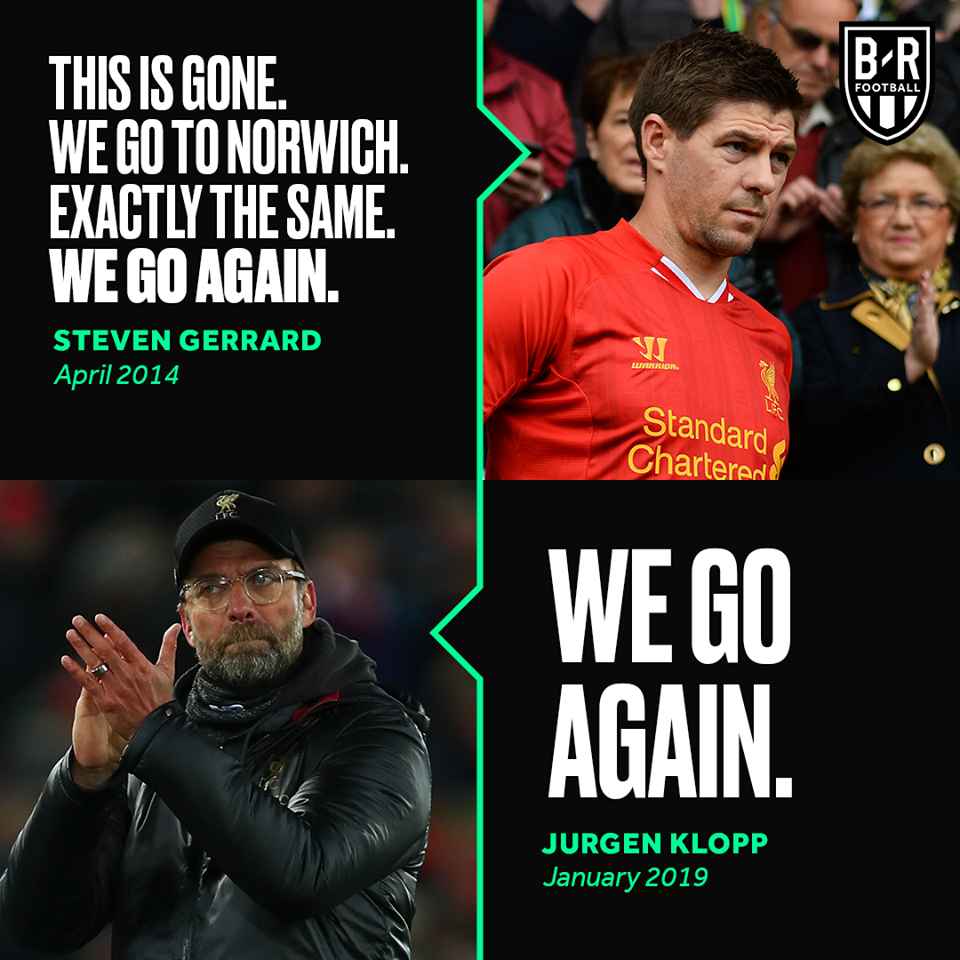 THIS IS GONE.
WE GO TO NORWICH.
EXACTLY THE SAME.
WE GO AGAIN.
STEVEN GERRARD
April 2014
B/R
FOOTBALL
WARRIOR
L.F.C
Standard
Chartered
L.F.C
WE GO
AGAIN.
JURGEN KLOPP
January 2019